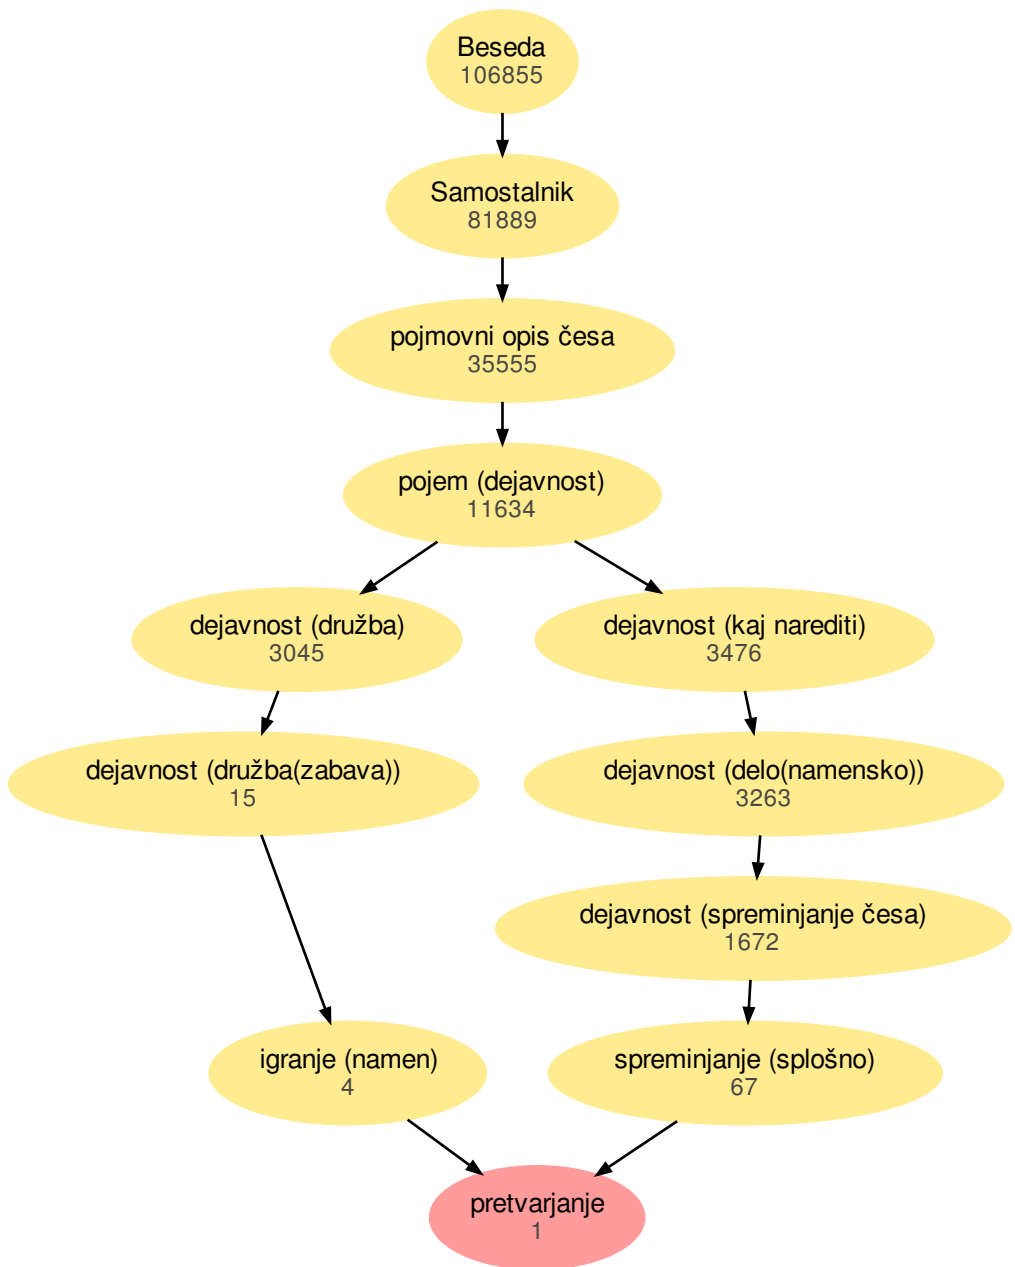 Beseda
106855
Samostalnik
81889
pojmovni opis česa
35555
pojem (dejavnost)
11634
dejavnost (družba)
3045
dejavnost (kaj narediti)
3476
dejavnost (družba(zabava))
15
dejavnost (delo(namensko))
3263
dejavnost (spreminjanje česa)
1672
igranje (namen)
4
spreminjanje (splošno)
67
pretvarjanje
1